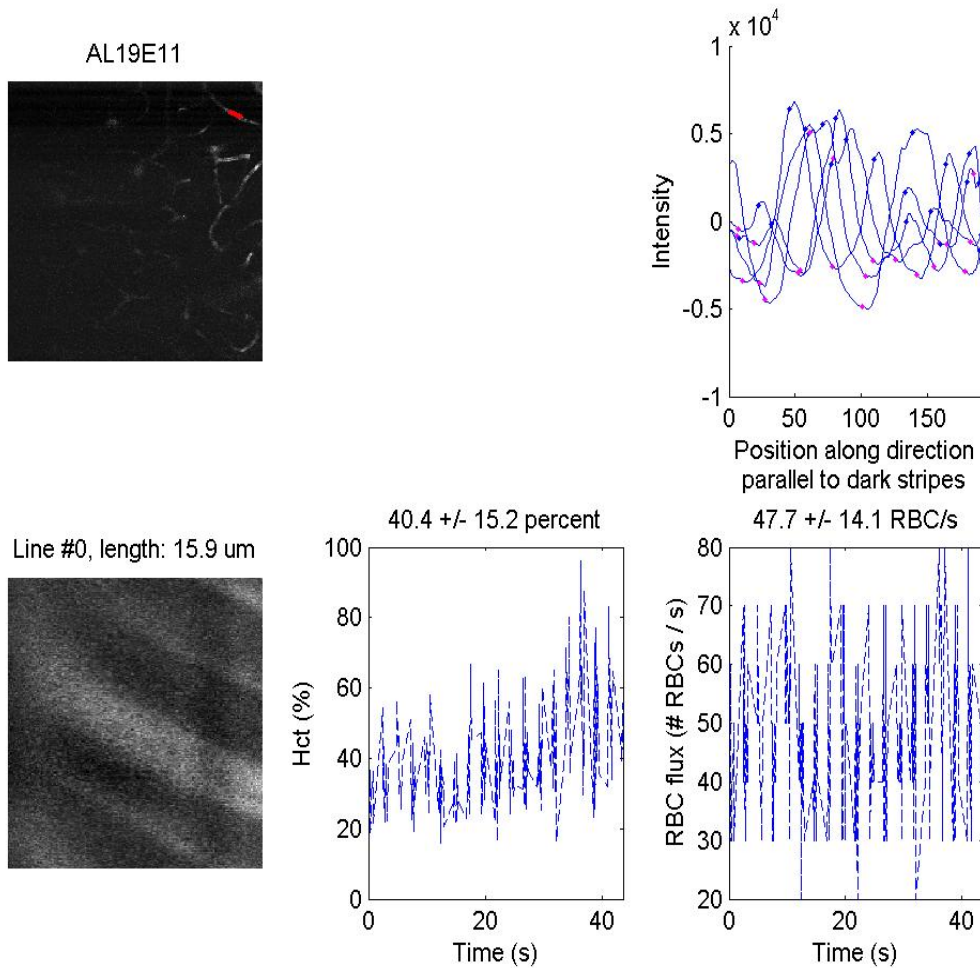 AL19E11
x 10^4
1
0.5
0
-0.5
-1
Intensity
0 50 100 150
Position along direction
parallel to dark stripes
Line #0, length: 15.9 um
40.4 +/- 15.2 percent
100
80
60
40
20
0
Hct (%)
0 20 40
Time (s)
47.7 +/- 14.1 RBC/s
80
70
60
50
40
30
20
RBC flux (# RBCs / s)
0 20 40
Time (s)